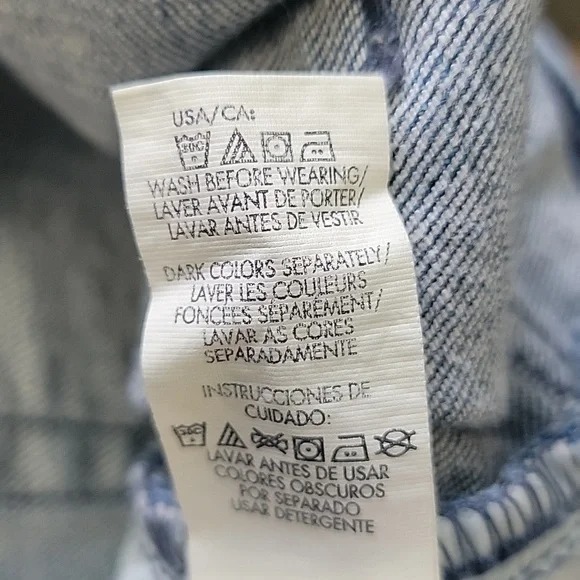 USA/CA:
30C
WASH BEFORE WEARING/
LAVER AVANT DE PORTER/
LAVAR ANTES DE VESTIR
DARK COLORS SEPARATELY/
LAVER LES COULEURS
FONCEES SEPAREMENT/
LAVAR AS CORES
SEPARADAMENTE
INSTRUCCIONES DE
CUIDADO:
LAVAR ANTES DE USAR
COLORES OBSCUROS
POR SEPARADO
USAR DETERGENTE